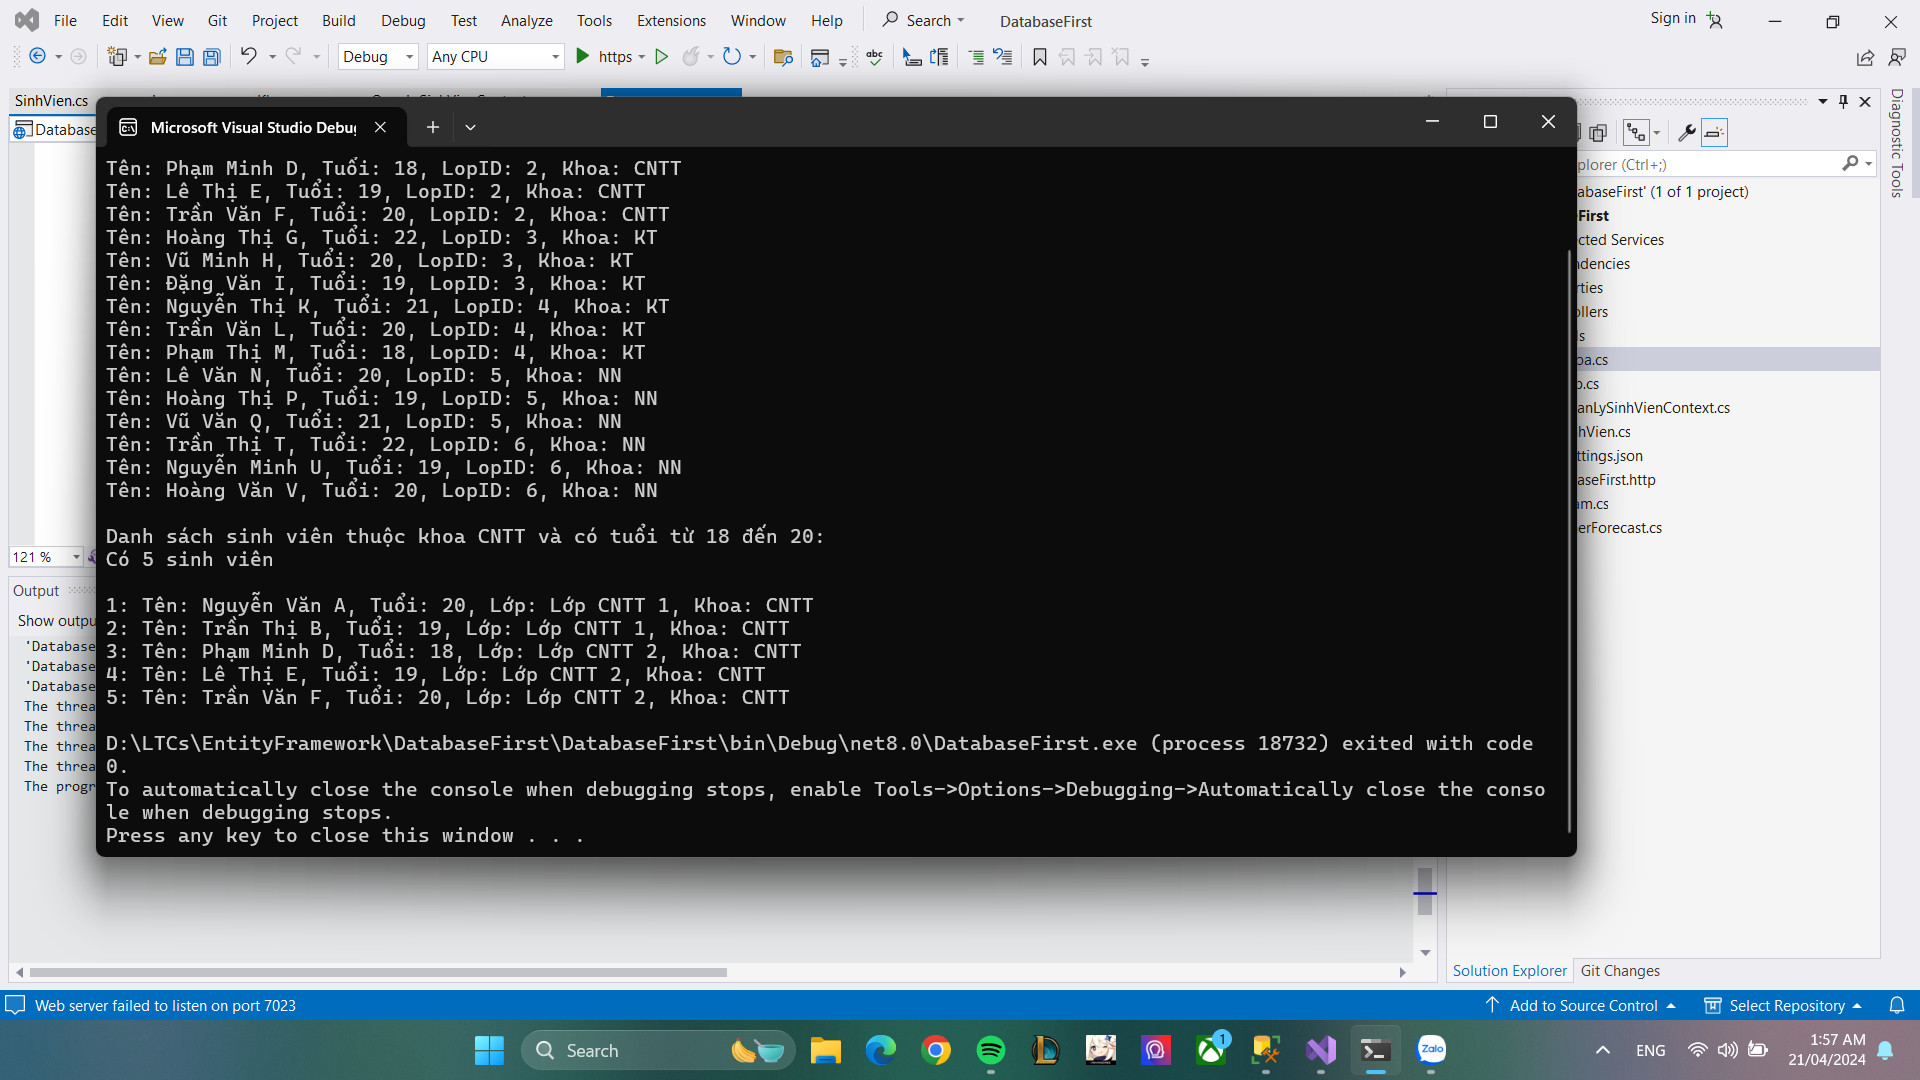 File Edit View Git Project Build Debug Test Analyze Tools Extensions Window Help Search DatabaseFirst Sign in
Debug Any CPU https
SinhVien.cs
Database
Microsoft Visual Studio Debug
Tên: Phạm Minh D, Tuổi: 18, LopID: 2, Khoa: CNTT
Tên: Lê Thị E, Tuổi: 19, LopID: 2, Khoa: CNTT
Tên: Trần Văn F, Tuổi: 20, LopID: 2, Khoa: CNTT
Tên: Hoàng Thị G, Tuổi: 22, LopID: 3, Khoa: KT
Tên: Vũ Minh H, Tuổi: 20, LopID: 3, Khoa: KT
Tên: Đặng Văn I, Tuổi: 19, LopID: 3, Khoa: KT
Tên: Nguyễn Thị K, Tuổi: 21, LopID: 4, Khoa: KT
Tên: Trần Văn L, Tuổi: 20, LopID: 4, Khoa: KT
Tên: Phạm Thị M, Tuổi: 18, LopID: 4, Khoa: KT
Tên: Lê Văn N, Tuổi: 20, LopID: 5, Khoa: NN
Tên: Hoàng Thị P, Tuổi: 19, LopID: 5, Khoa: NN
Tên: Vũ Văn Q, Tuổi: 21, LopID: 5, Khoa: NN
Tên: Trần Thị T, Tuổi: 22, LopID: 6, Khoa: NN
Tên: Nguyễn Minh U, Tuổi: 19, LopID: 6, Khoa: NN
Tên: Hoàng Văn V, Tuổi: 20, LopID: 6, Khoa: NN
Danh sách sinh viên thuộc khoa CNTT và có tuổi từ 18 đến 20:
Có 5 sinh viên
1: Tên: Nguyễn Văn A, Tuổi: 20, Lớp: Lớp CNTT 1, Khoa: CNTT
2: Tên: Trần Thị B, Tuổi: 19, Lớp: Lớp CNTT 1, Khoa: CNTT
3: Tên: Phạm Minh D, Tuổi: 18, Lớp: Lớp CNTT 2, Khoa: CNTT
4: Tên: Lê Thị E, Tuổi: 19, Lớp: Lớp CNTT 2, Khoa: CNTT
5: Tên: Trần Văn F, Tuổi: 20, Lớp: Lớp CNTT 2, Khoa: CNTT
D:\LTCs\EntityFramework\DatabaseFirst\DatabaseFirst\bin\Debug\net8.0\DatabaseFirst.exe (process 18732) exited with code
0.
To automatically close the console when debugging stops, enable Tools->Options->Debugging->Automatically close the conso
le when debugging stops.
Press any key to close this window . . .
plorer (Ctrl+;)
abaseFirst' (1 of 1 project)
eFirst
cted Services
ndencies
rties
ollers
ls
oa.cs
p.cs
anLySinhVienContext.cs
hVien.cs
ttings.json
aseFirst.http
am.cs
erForecast.cs
Diagnostic Tools
121 %
Output
Show outpu
'Database
'Database
'Database
The threa
The threa
The threa
The threa
The progr
Solution Explorer Git Changes
Web server failed to listen on port 7023 Add to Source Control Select Repository
Search 1 Zalo ENG 1:57 AM
21/04/2024